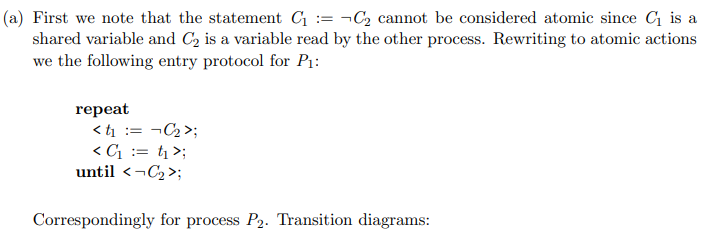 (a) First we note that the statement C₁ := ¬C₂ cannot be considered atomic since C₁ is a
shared variable and C₂ is a variable read by the other process. Rewriting to atomic actions
we the following entry protocol for P₁:
repeat
< t₁ := ¬C₂ >;
< C₁ := t₁ >;
until < ¬C₂ >;
Correspondingly for process P₂. Transition diagrams: